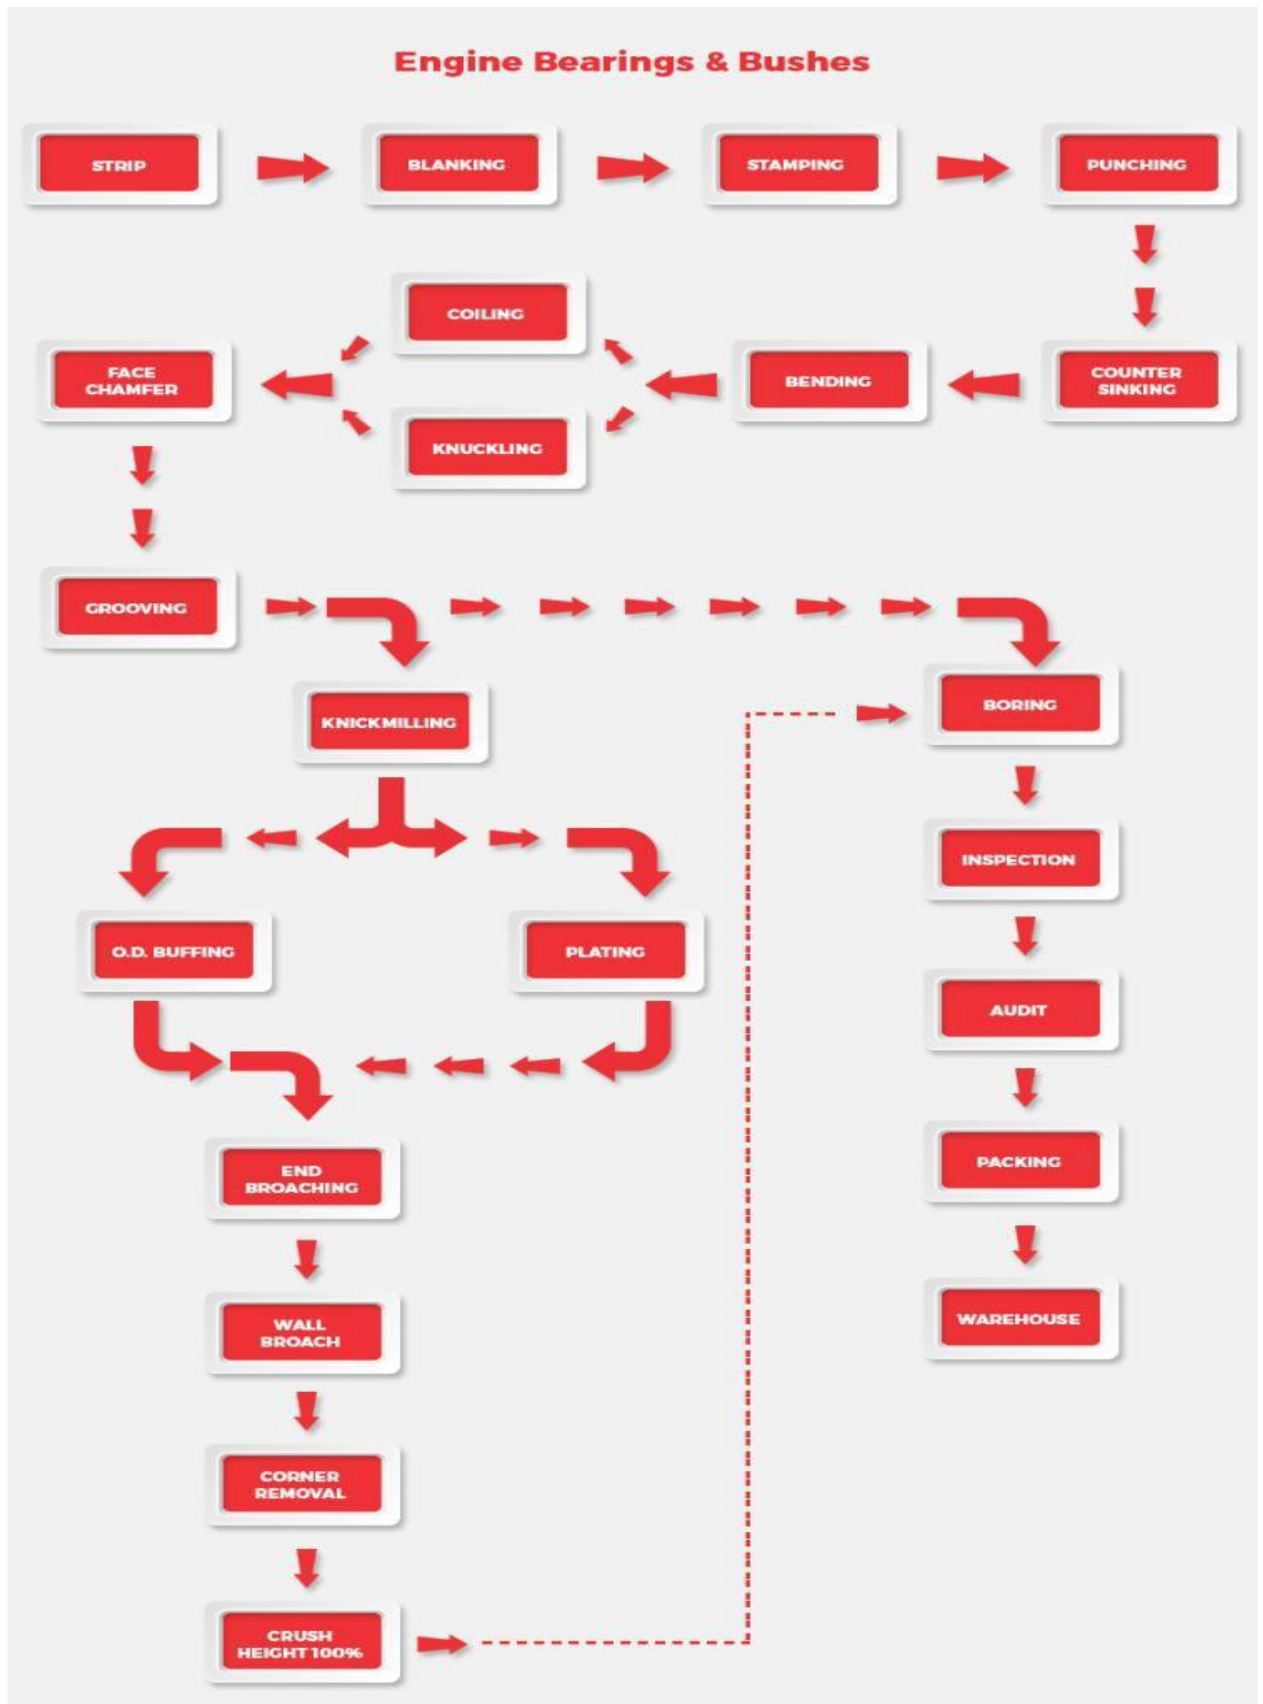 Engine Bearings & Bushes
STRIP
BLANKING
STAMPING
PUNCHING
COILING
FACE
CHAMFER
BENDING
COUNTER
SINKING
KNUCKLING
GROOVING
KNICKMILLING
BORING
INSPECTION
O.D. BUFFING
PLATING
AUDIT
END
BROACHING
PACKING
WALL
BROACH
WAREHOUSE
CORNER
REMOVAL
CRUSH
HEIGHT 100%